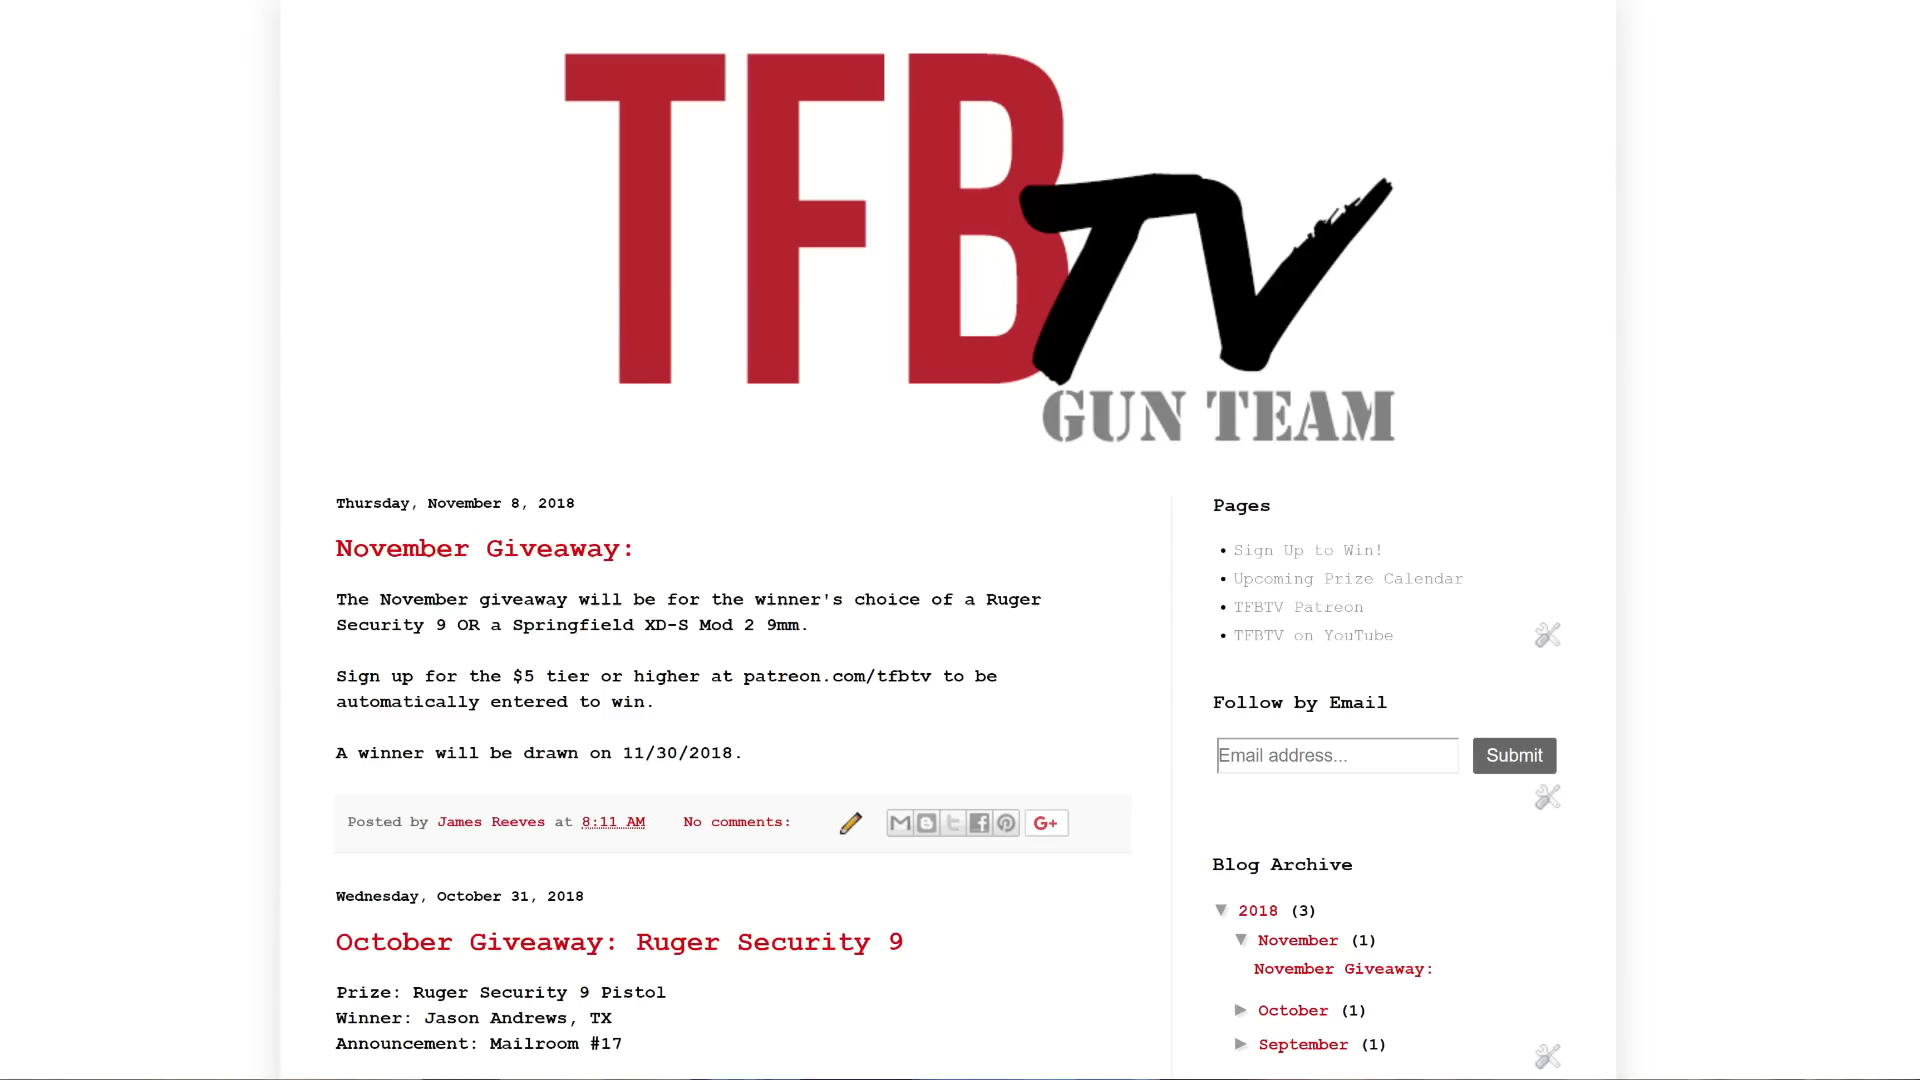 TFB TV
GUN TEAM
Thursday, November 8, 2018
November Giveaway:
The November giveaway will be for the winner's choice of a Ruger
Security 9 OR a Springfield XD-S Mod 2 9mm.
Sign up for the $5 tier or higher at patreon.com/tfbtv to be
automatically entered to win.
A winner will be drawn on 11/30/2018.
Posted by James Reeves at 8:11 AM No comments:
G+
Wednesday, October 31, 2018
October Giveaway: Ruger Security 9
Prize: Ruger Security 9 Pistol
Winner: Jason Andrews, TX
Announcement: Mailroom #17
Pages
Sign Up to Win!
Upcoming Prize Calendar
TFBTV Patreon
TFBTV on YouTube
Follow by Email
Email address... Submit
Blog Archive
▼ 2018 (3)
▼ November (1)
November Giveaway:
► October (1)
► September (1)